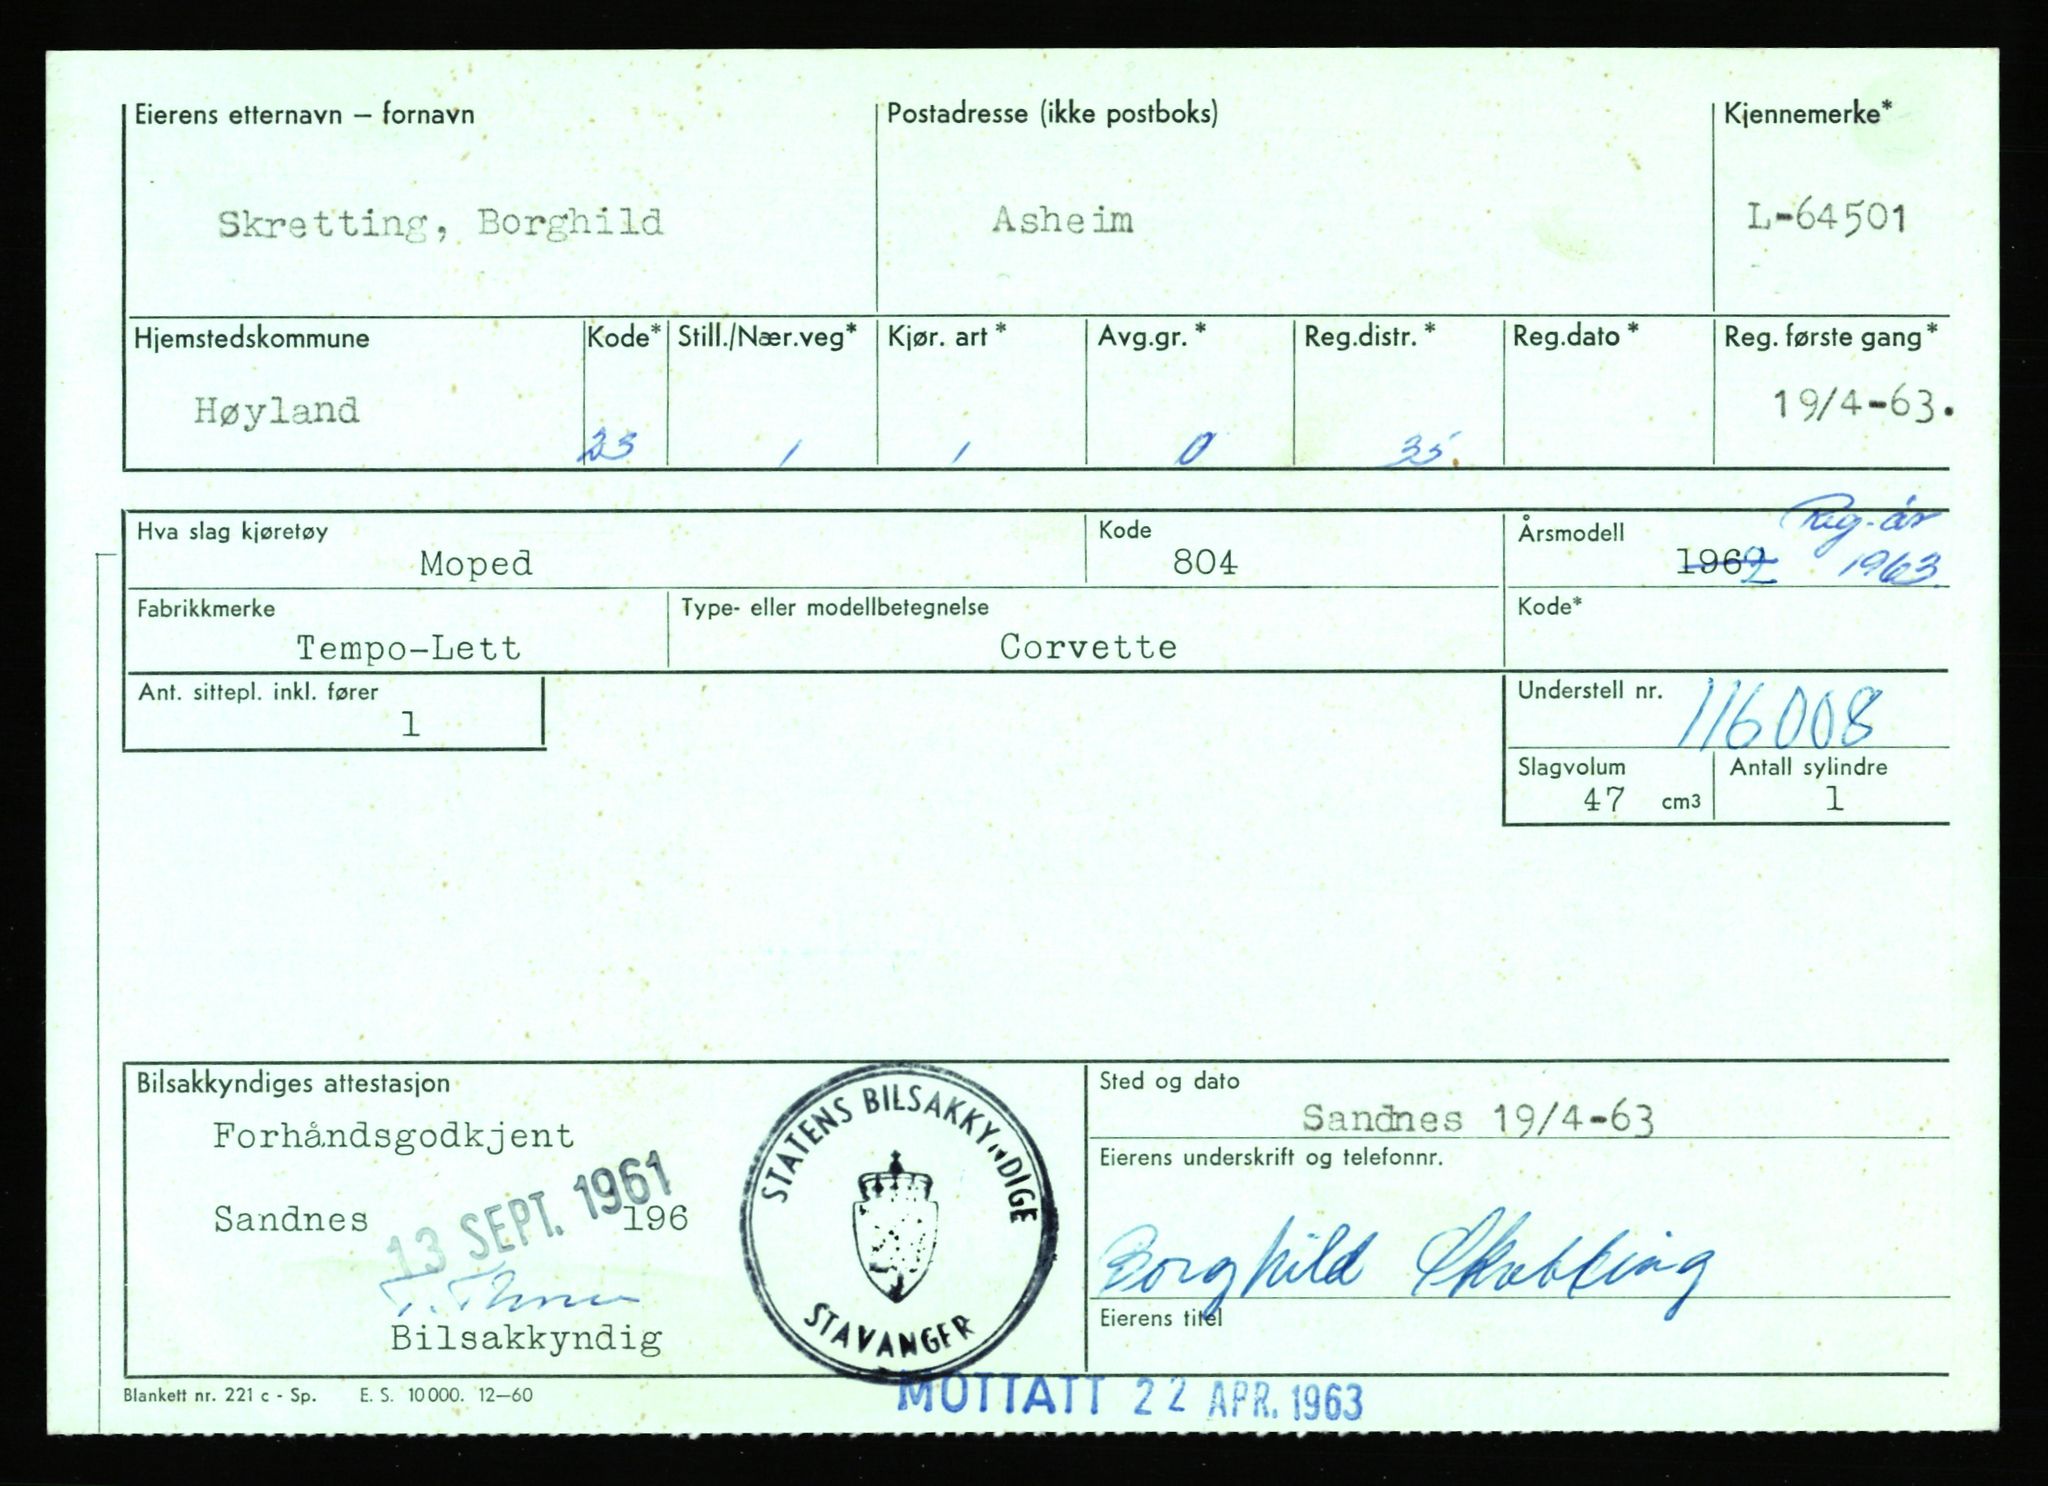 Eierens etternavn – fornavn
Postadresse (ikke postboks)
Kjennemerke*
Skretting, Borghild
Asheim
L-64501
Hjemstedskommune
Kode*
Still./Nær.veg*
Kjør. art *
Avg.gr. *
Reg.distr. *
Reg.dato *
Reg. første gang*
Høyland
23
1
1
0
35.
19/4-63.
Hva slag kjøretøy
Moped
Kode
804
Årsmodell
1962
Reg.-år
1963
Fabrikkmerke
Tempo-Lett
Type- eller modellbetegnelse
Corvette
Kode*
Ant. sittepl. inkl. fører
1
Understell nr.
116008
Slagvolum
47 cm3
Antall sylindre
1
Bilsakkyndiges attestasjon
Forhåndsgodkjent
Sandnes 196
13 SEPT. 1961
Bilsakkyndig
STATENS BILSAKKYNDIGE
STAVANGER
Sted og dato
Sandnes 19/4-63
Eierens underskrift og telefonnr.
Borghild Skretting
Eierens titel
Blankett nr. 221 c - Sp. E. S. 10 000. 12–60
MOTTATT 22 APR. 1963